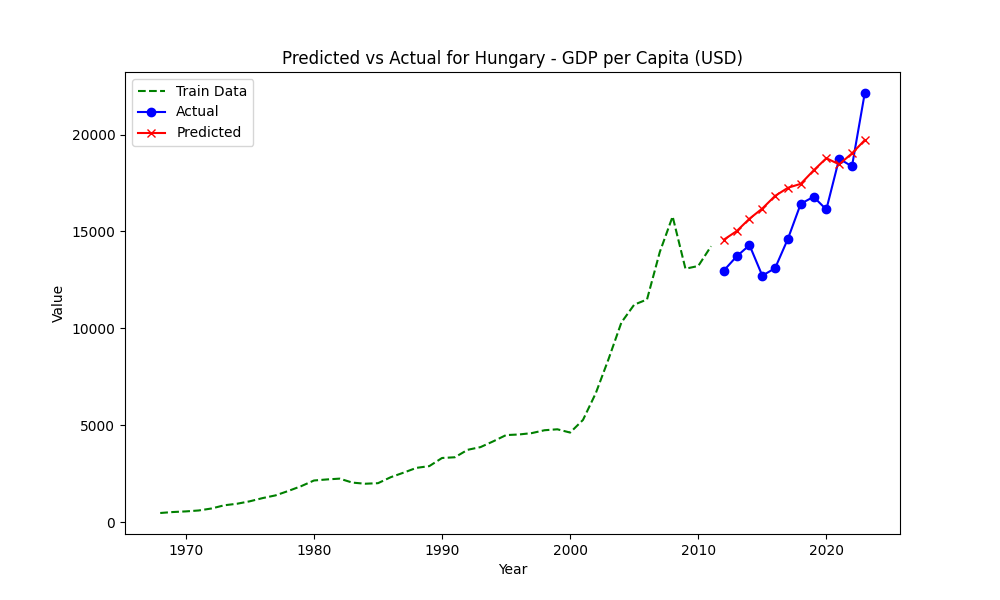 Predicted vs Actual for Hungary - GDP per Capita (USD)
Train Data
Actual
Predicted
20000
15000
10000
5000
0
Value
1970
1980
1990
2000
2010
2020
Year